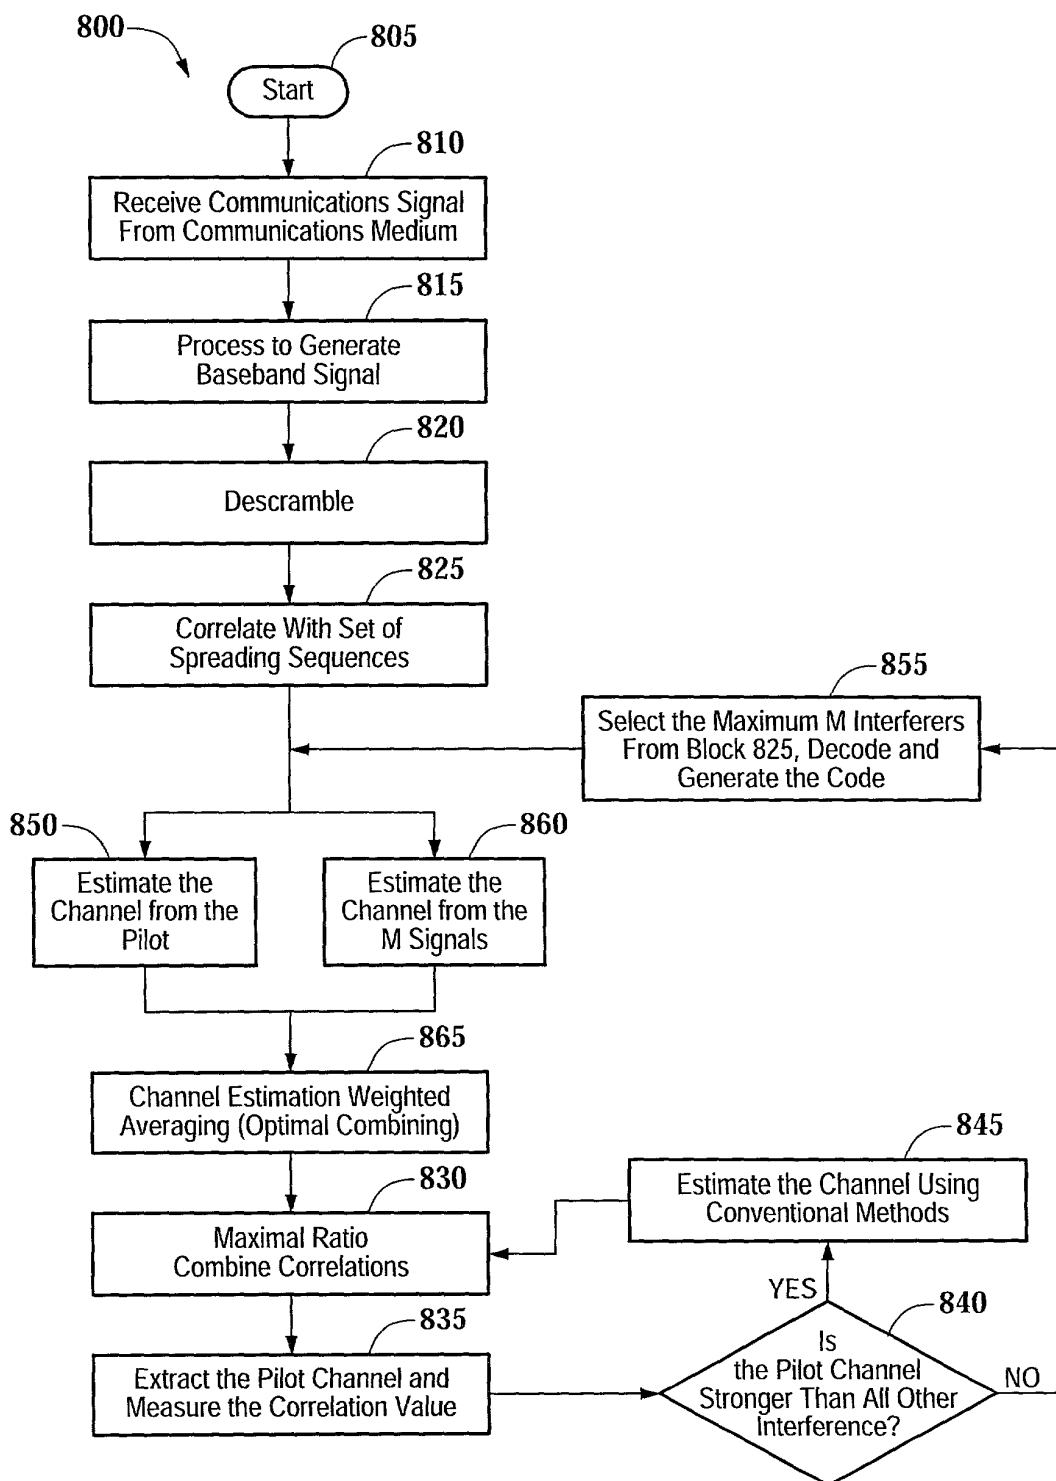 800
805
Start
810
Receive Communications Signal
From Communications Medium
815
Process to Generate
Baseband Signal
820
Descramble
825
Correlate With Set of
Spreading Sequences
855
Select the Maximum M Interferers
From Block 825, Decode and
Generate the Code
850
Estimate the
Channel from the
Pilot
860
Estimate the
Channel from the
M Signals
865
Channel Estimation Weighted
Averaging (Optimal Combining)
830
Maximal Ratio
Combine Correlations
845
Estimate the Channel Using
Conventional Methods
835
Extract the Pilot Channel and
Measure the Correlation Value
YES
840
Is
the Pilot Channel
Stronger Than All Other
Interference?
NO